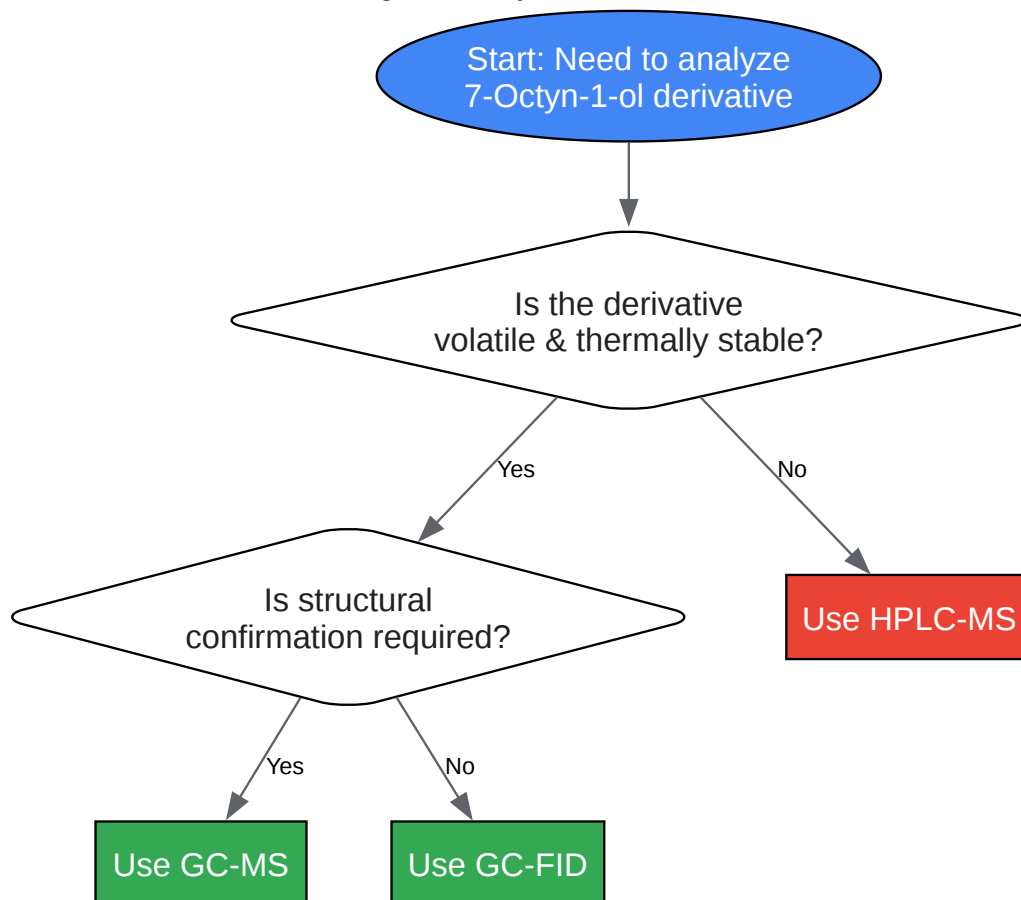 Start: Need to analyze
7-Octyn-1-ol derivative
Is the derivative
volatile & thermally stable?
Yes
No
Is structural
confirmation required?
Use HPLC-MS
Yes
No
Use GC-MS
Use GC-FID